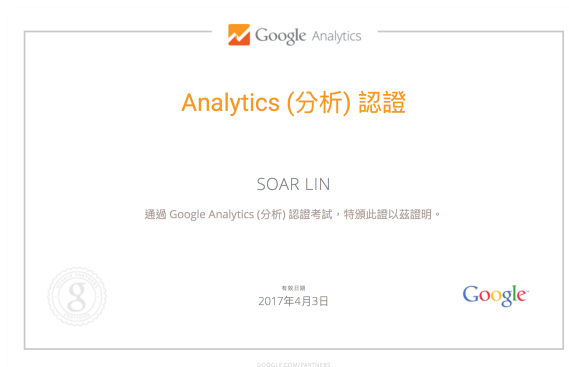 Google Analytics
Analytics (分析) 認證
SOAR LIN
通過 Google Analytics (分析) 認證考試，特頒此證以茲證明。
有效日期
2017年4月3日
Google
GOOGLE.COM/PARTNERS